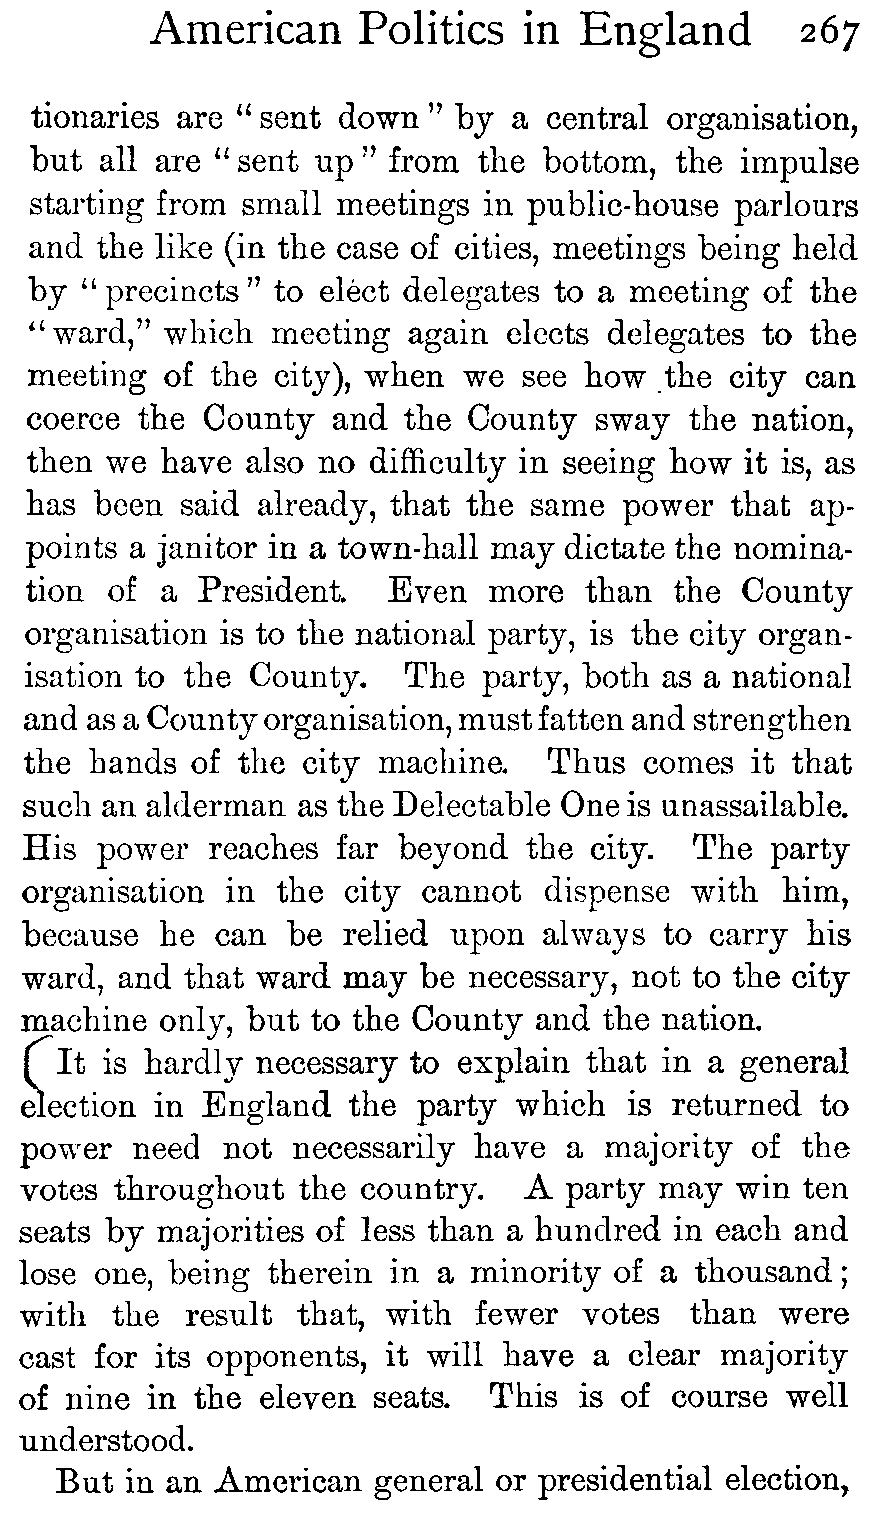 American Politics in England 267
tionaries are “sent down” by a central organisation,
but all are “sent up” from the bottom, the impulse
starting from small meetings in public-house parlours
and the like (in the case of cities, meetings being held
by “precincts” to elect delegates to a meeting of the
“ward,” which meeting again elects delegates to the
meeting of the city), when we see how the city can
coerce the County and the County sway the nation,
then we have also no difficulty in seeing how it is, as
has been said already, that the same power that ap-
points a janitor in a town-hall may dictate the nomina-
tion of a President. Even more than the County
organisation is to the national party, is the city organ-
isation to the County. The party, both as a national
and as a County organisation, must fatten and strengthen
the hands of the city machine. Thus comes it that
such an alderman as the Delectable One is unassailable.
His power reaches far beyond the city. The party
organisation in the city cannot dispense with him,
because he can be relied upon always to carry his
ward, and that ward may be necessary, not to the city
machine only, but to the County and the nation.
It is hardly necessary to explain that in a general
election in England the party which is returned to
power need not necessarily have a majority of the
votes throughout the country. A party may win ten
seats by majorities of less than a hundred in each and
lose one, being therein in a minority of a thousand;
with the result that, with fewer votes than were
cast for its opponents, it will have a clear majority
of nine in the eleven seats. This is of course well
understood.
But in an American general or presidential election,